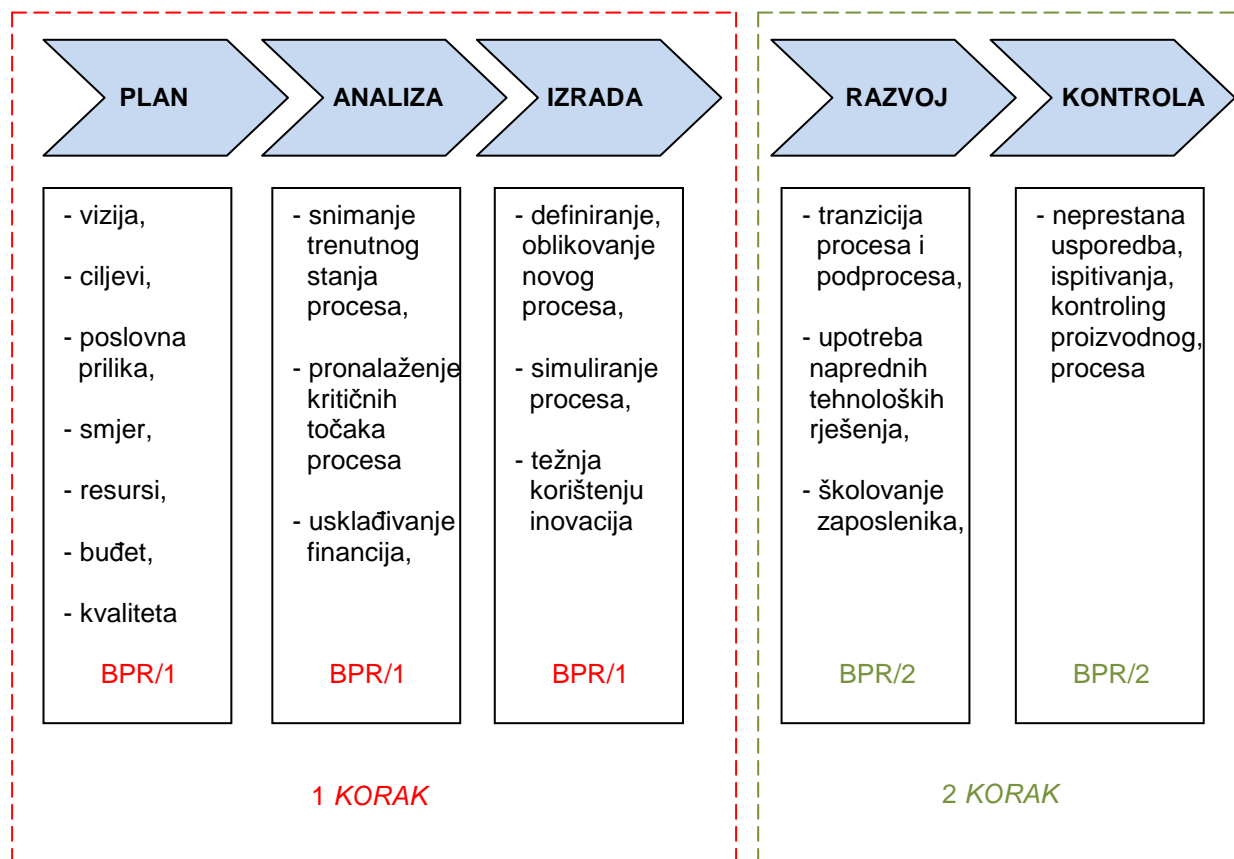 PLAN
ANALIZA
IZRADA
RAZVOJ
KONTROLA
- vizija,
- ciljevi,
- poslovna
prilika,
- smjer,
- resursi,
- buđet,
- kvaliteta
BPR/1
- snimanje
trenutnog
stanja
procesa,
- pronalaženje
kritičnih
točaka
procesa
- usklađivanje
financija,
BPR/1
- definiranje,
oblikovanje
novog
procesa,
- simuliranje
procesa,
- težnja
korištenju
inovacija
BPR/1
- tranzicija
procesa i
podprocesa,
- upotreba
naprednih
tehnoloških
rješenja,
- školovanje
zaposlenika,
BPR/2
- neprestana
usporedba,
ispitivanja,
kontroling
proizvodnog,
procesa
BPR/2
1 KORAK
2 KORAK